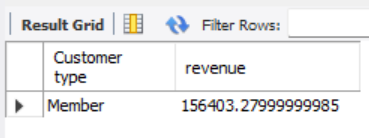 Result Grid Filter Rows:
Customer
type revenue
Member 156403.27999999985